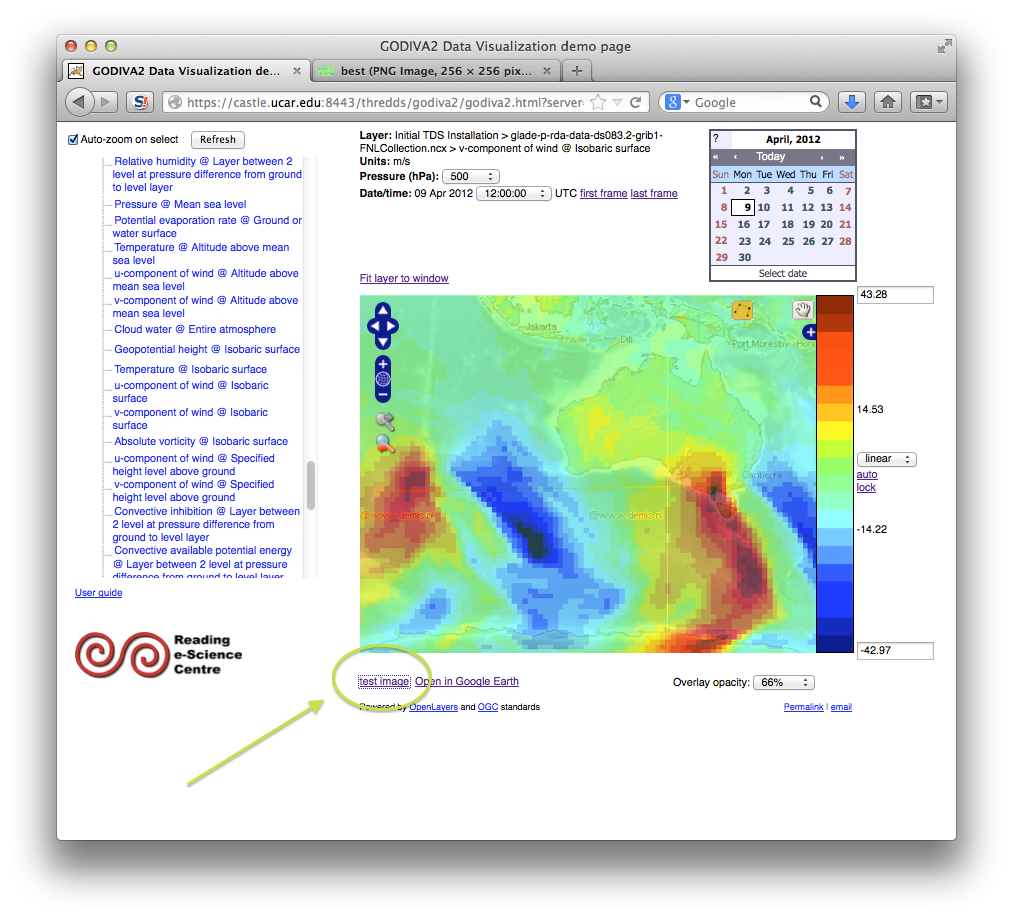 GODIVA2 Data Visualization demo page
GODIVA2 Data Visualization de...
best (PNG Image, 256 × 256 pix...
https://castle.ucar.edu:8443/thredds/godiva2/godiva2.html?server=
Google
Auto-zoom on select
Refresh
Relative humidity @ Layer between 2
level at pressure difference from ground
to level layer
Pressure @ Mean sea level
Potential evaporation rate @ Ground or
water surface
Temperature @ Altitude above mean
sea level
u-component of wind @ Altitude above
mean sea level
v-component of wind @ Altitude above
mean sea level
Cloud water @ Entire atmosphere
Geopotential height @ Isobaric surface
Temperature @ Isobaric surface
u-component of wind @ Isobaric
surface
v-component of wind @ Isobaric
surface
Absolute vorticity @ Isobaric surface
u-component of wind @ Specified
height level above ground
v-component of wind @ Specified
height level above ground
Convective inhibition @ Layer between
2 level at pressure difference from
ground to level layer
Convective available potential energy
@ Layer between 2 level at pressure
difference from ground to level layer
User guide
Reading
e-Science
Centre
Layer: Initial TDS Installation > glade-p-rda-data-ds083.2-grib1-
FNLCollection.ncx > v-component of wind @ Isobaric surface
Units: m/s
Pressure (hPa): 500
Date/time: 09 Apr 2012 12:00:00 UTC first frame last frame
? April, 2012
« ‹ Today › »
Sun Mon Tue Wed Thu Fri Sat
1 2 3 4 5 6 7
8 9 10 11 12 13 14
15 16 17 18 19 20 21
22 23 24 25 26 27 28
29 30
Select date
Fit layer to window
Jakarta
Dili
Port Moresby
Canberra
@www.demis.nl
@www.demis.nl
43.28
14.53
linear
auto
lock
-14.22
-42.97
test image Open in Google Earth
Overlay opacity: 66%
Powered by OpenLayers and OGC standards
Permalink | email